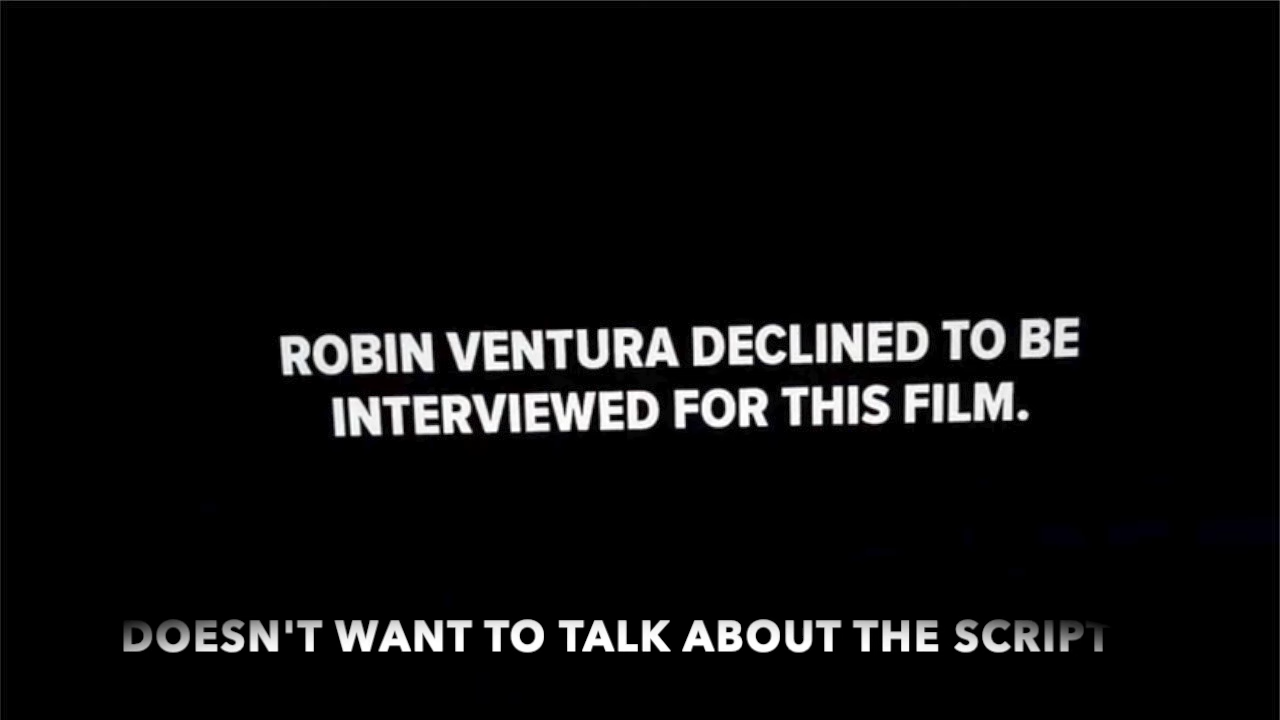 ROBIN VENTURA DECLINED TO BE
INTERVIEWED FOR THIS FILM.
DOESN'T WANT TO TALK ABOUT THE SCRIPT